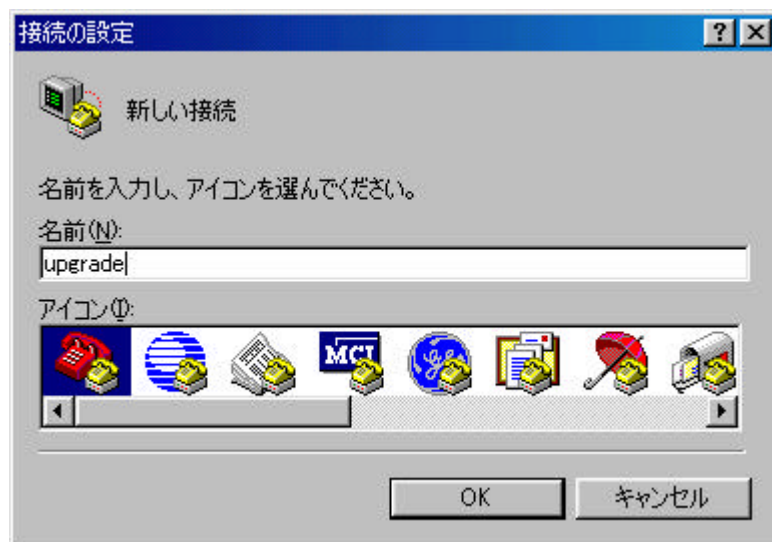 接続の設定
新しい接続
名前を入力し、アイコンを選んでください。
名前(N):
upgrade
アイコン(I):
MCI
OK
キャンセル